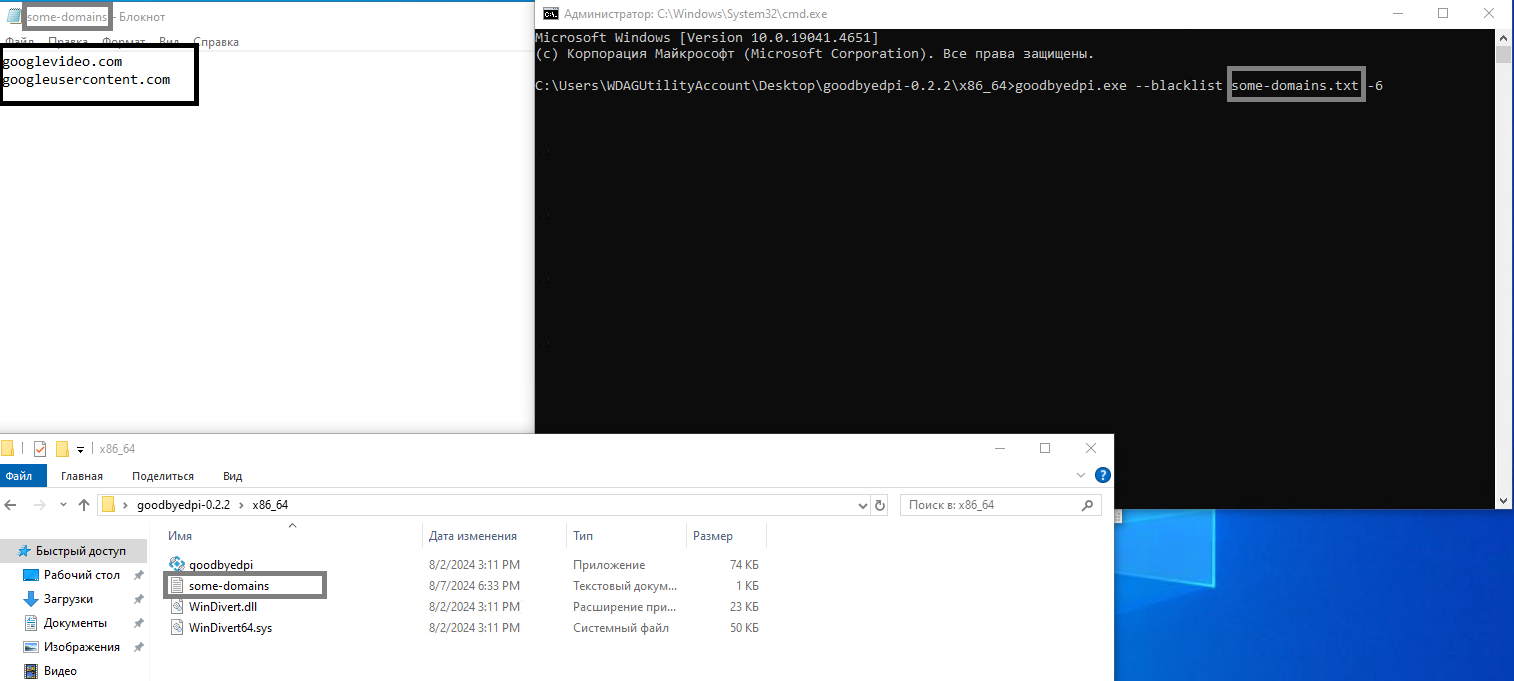 some-domains – Блокнот
Файл Правка Формат Вид Справка
googlevideo.com
googleusercontent.com
Администратор: C:\Windows\System32\cmd.exe
Microsoft Windows [Version 10.0.19041.4651]
(c) Корпорация Майкрософт (Microsoft Corporation). Все права защищены.
C:\Users\WDAGUtilityAccount\Desktop\goodbyedpi-0.2.2\x86_64>goodbyedpi.exe --blacklist some-domains.txt -6
x86_64
Файл Главная Поделиться Вид
goodbyedpi-0.2.2 > x86_64
Поиск в: x86_64
Имя Дата изменения Тип Размер
Быстрый доступ
Рабочий стол
Загрузки
Документы
Изображения
Видео
goodbyedpi 8/2/2024 3:11 PM Приложение 74 КБ
some-domains 8/7/2024 6:33 PM Текстовый докум... 1 КБ
WinDivert.dll 8/2/2024 3:11 PM Расширение при... 23 КБ
WinDivert64.sys 8/2/2024 3:11 PM Системный файл 50 КБ